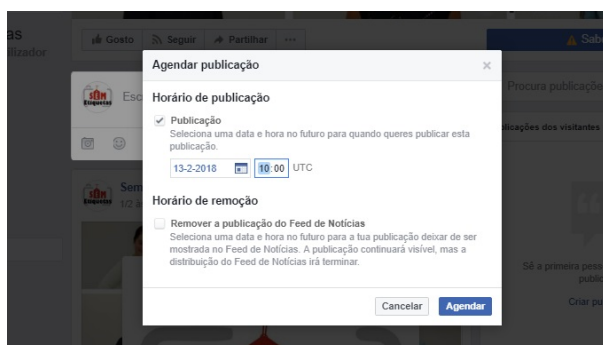 as
ilizador
Gosto Seguir Partilhar ...
Sab
Agendar publicação
Procura publicaçõe
Horário de publicação
SEM
Etiquetas
Esc
Publicação
Seleciona uma data e hora no futuro para quando queres publicar esta
publicação.
licações dos visitantes
13-2-2018 10:00 UTC
Horário de remoção
Sem
1/2 à
Remover a publicação do Feed de Notícias
Seleciona uma data e hora no futuro para a tua publicação deixar de ser
mostrada no Feed de Notícias. A publicação continuará visível, mas a
distribuição do Feed de Notícias irá terminar.
Sê a primeira pess
public
Cancelar Agendar
Criar pu